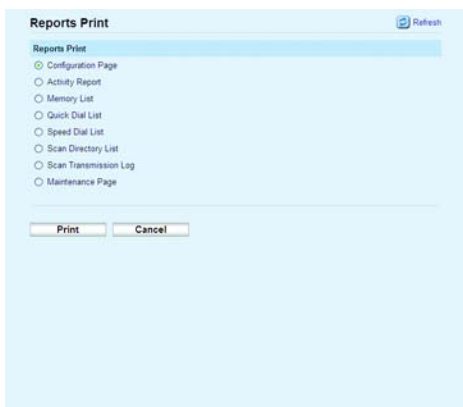 Reports Print
Refresh
Reports Print
Configuration Page
Activity Report
Memory List
Quick Dial List
Speed Dial List
Scan Directory List
Scan Transmission Log
Maintenance Page
Print
Cancel